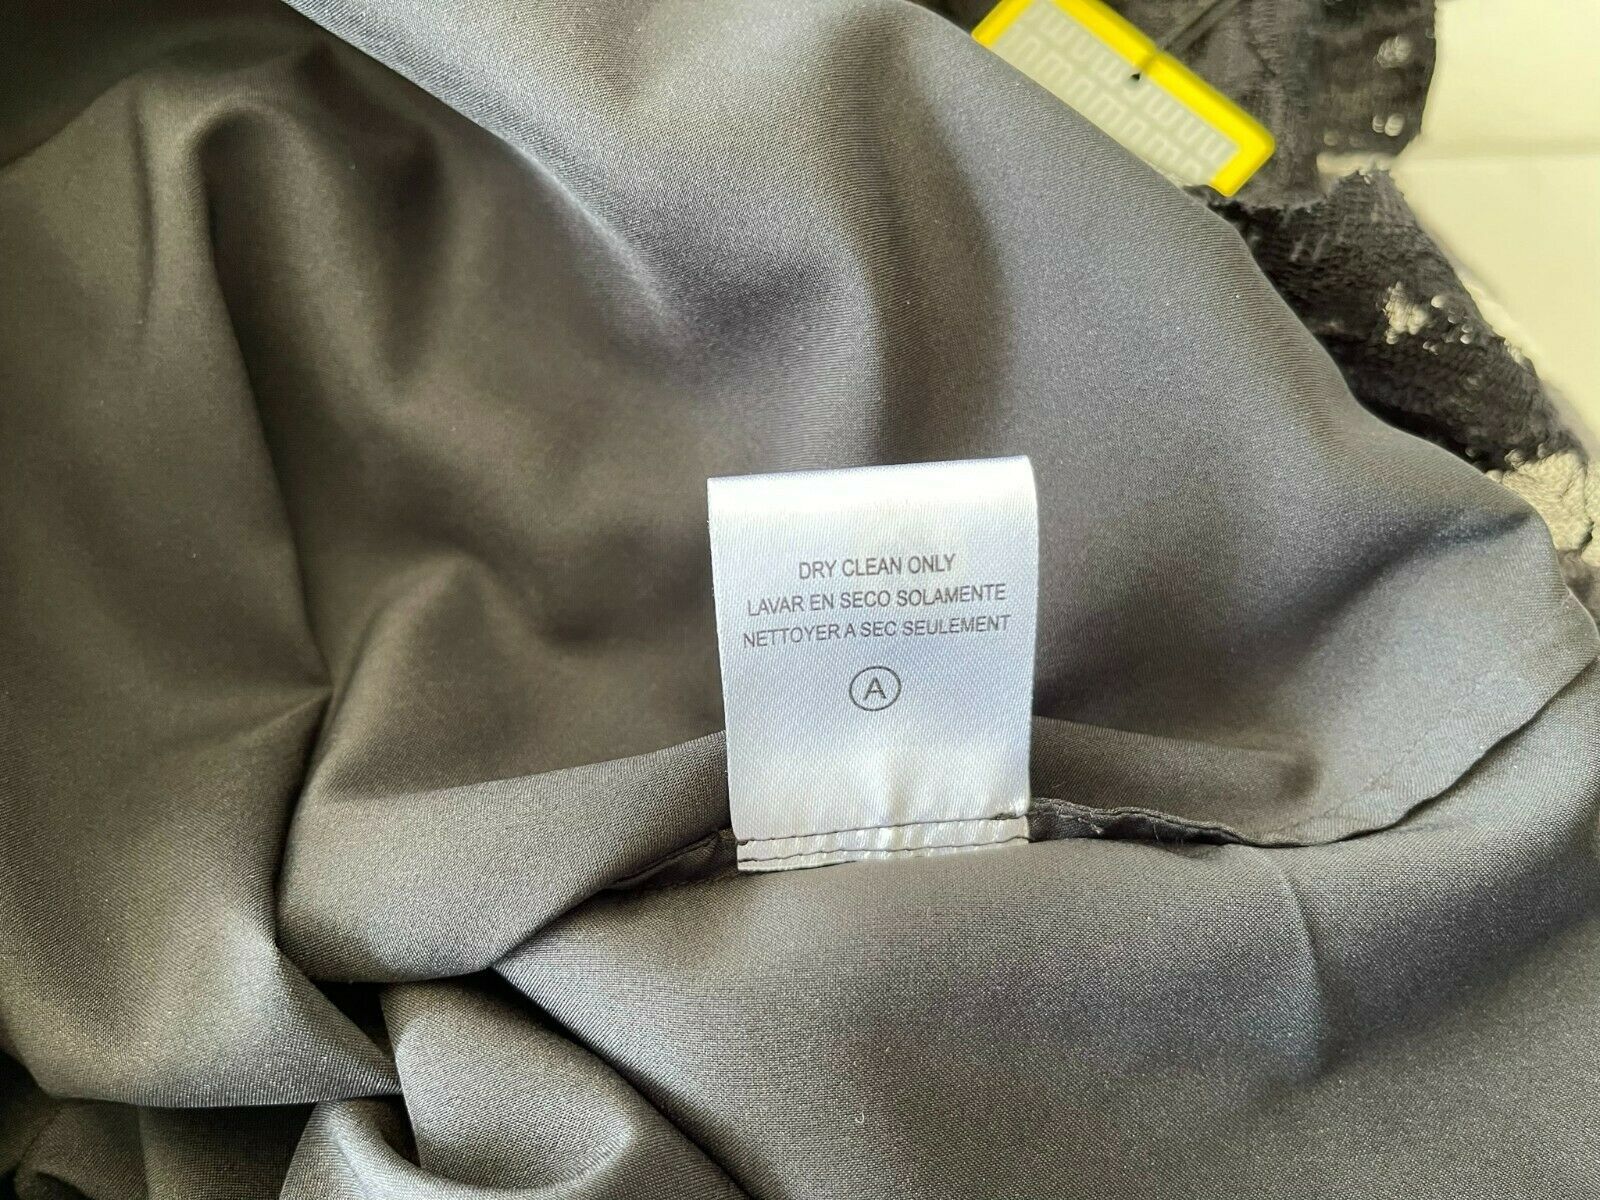 DRY CLEAN ONLY
LAVAR EN SECO SOLAMENTE
NETTOYER A SEC SEULEMENT
A